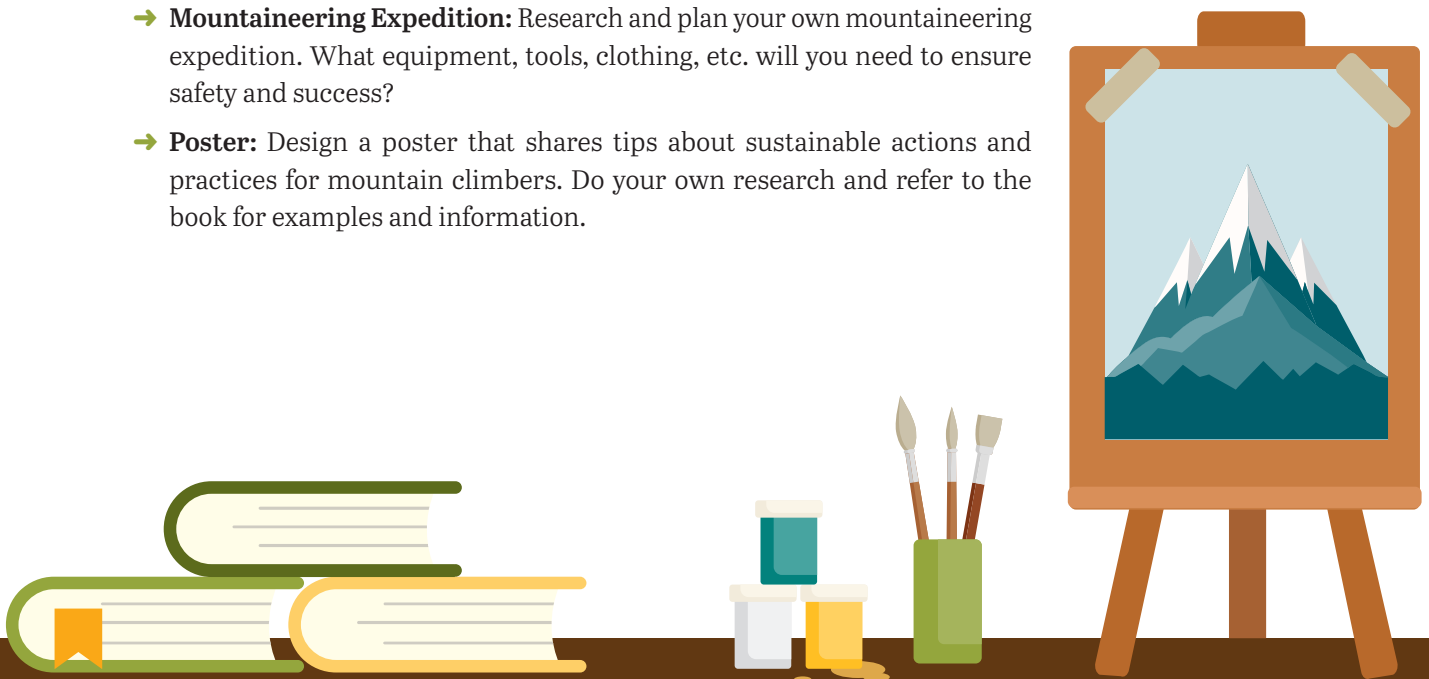 ➜ Mountaineering Expedition: Research and plan your own mountaineering
expedition. What equipment, tools, clothing, etc. will you need to ensure
safety and success?
➜ Poster: Design a poster that shares tips about sustainable actions and
practices for mountain climbers. Do your own research and refer to the
book for examples and information.